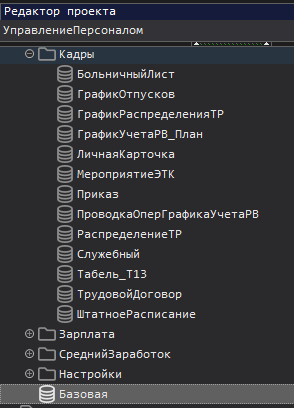 Редактор проекта
УправлениеПерсоналом
Кадры
БольничныйЛист
ГрафикОтпусков
ГрафикРаспределенияТР
ГрафикУчетаРВ_План
ЛичнаяКарточка
МероприятиеЭТК
Приказ
ПроводкаОперГрафикаУчетаРВ
РаспределениеТР
Служебный
Табель_Т13
ТрудовойДоговор
ШтатноеРасписание
Зарплата
СреднийЗаработок
Настройки
Базовая